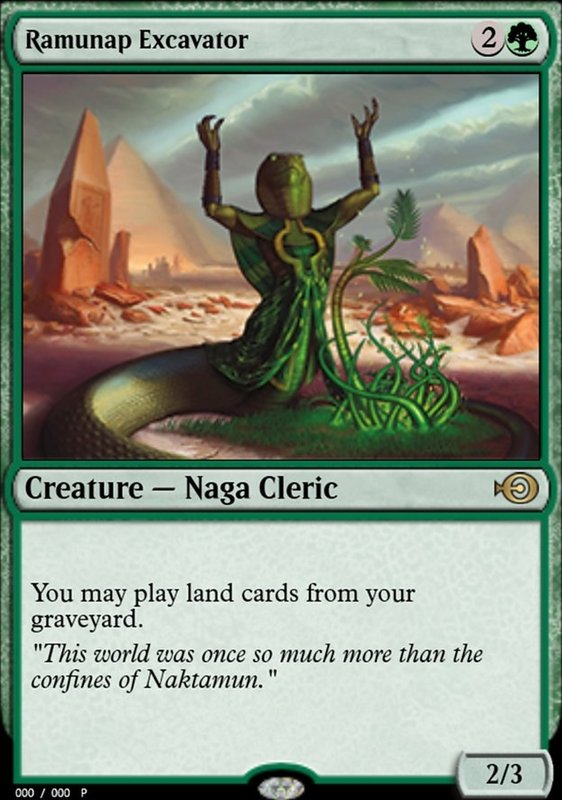 Ramunap Excavator 2
Creature — Naga Cleric
You may play land cards from your
graveyard.
"This world was once so much more than the
confines of Naktamun."
2/3
000 / 000 P